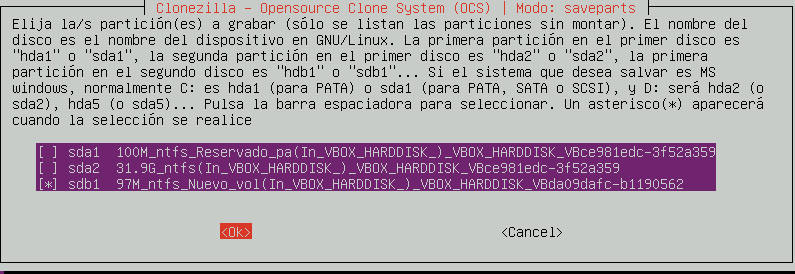 Clonezilla - Opensource Clone System (OCS) | Modo: saveparts
Elija la/s partición(es) a grabar (sólo se listan las particiones sin montar). El nombre del
disco es el nombre del dispositivo en GNU/Linux. La primera partición en el primer disco es
"hda1" o "sda1", la segunda partición en el primer disco es "hda2" o "sda2", la primera
partición en el segundo disco es "hdb1" o "sdb1"... Si el sistema que desea salvar es MS
windows, normalmente C: es hda1 (para PATA) o sda1 (para PATA, SATA o SCSI), y D: será hda2 (o
sda2), hda5 (o sda5)... Pulsa la barra espaciadora para seleccionar. Un asterisco(*) aparecerá
cuando la selección se realice
[ ] sda1 100M_ntfs_Reservado_pa(In_VBOX_HARDDISK_)_VBOX_HARDDISK_VBce981edc-3f52a359
[ ] sda2 31.9G_ntfs(In_VBOX_HARDDISK_)_VBOX_HARDDISK_VBce981edc-3f52a359
[*] sdb1 97M_ntfs_Nuevo_vol(In_VBOX_HARDDISK_)_VBOX_HARDDISK_VBda09dafc-b1190562
<Ok> <Cancel>